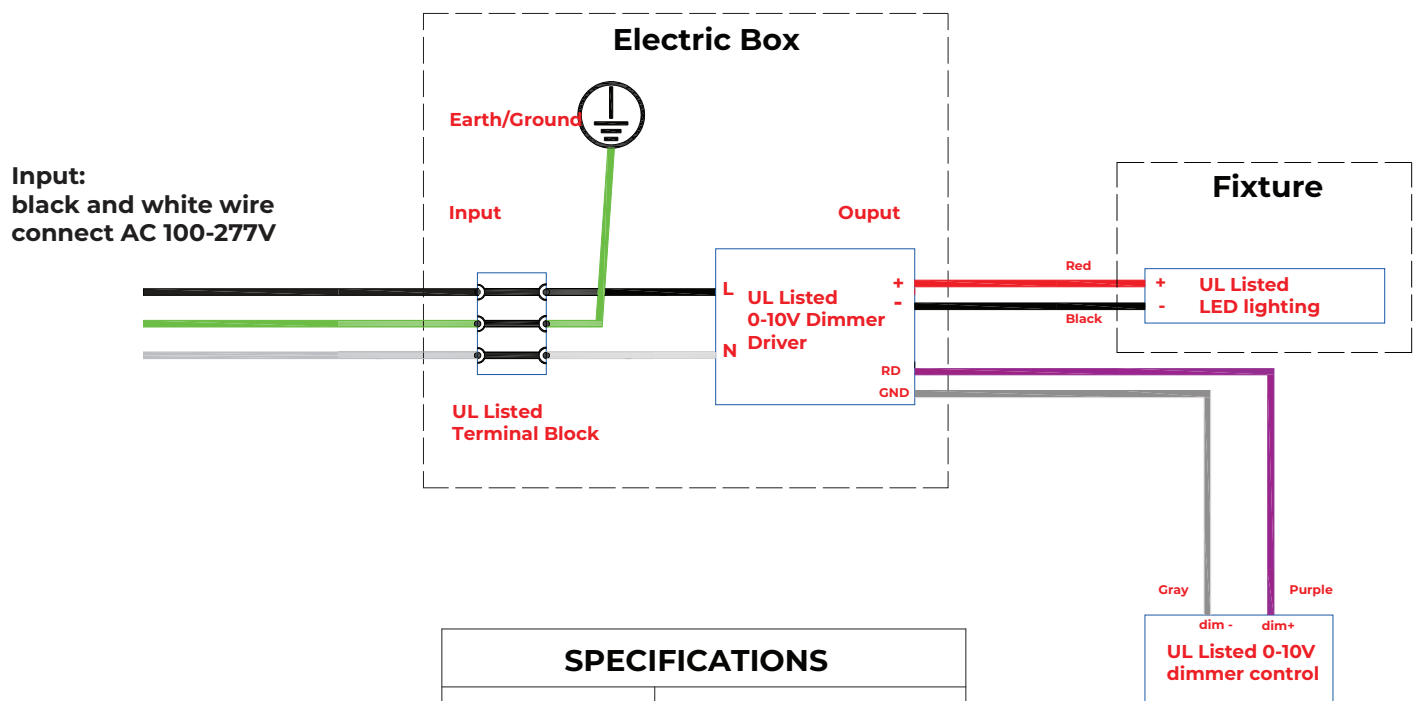 Electric Box
Earth/Ground
Input:
black and white wire
connect AC 100-277V
Input
Ouput
Fixture
L
UL Listed
0-10V Dimmer
Driver
N
+
-
RD
GND
Red
Black
+
-
UL Listed
LED lighting
UL Listed
Terminal Block
Gray
Purple
dim -
dim+
UL Listed 0-10V
dimmer control
SPECIFICATIONS